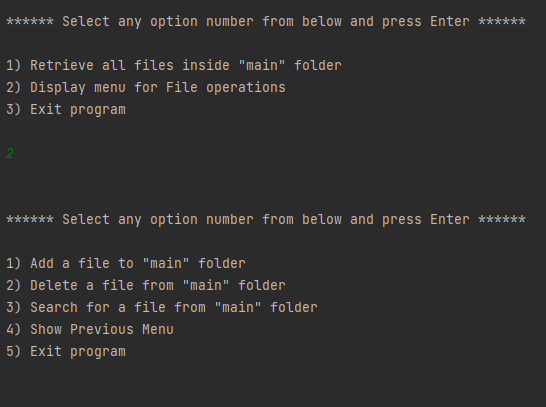 ****** Select any option number from below and press Enter ******
1) Retrieve all files inside "main" folder
2) Display menu for File operations
3) Exit program
2
****** Select any option number from below and press Enter ******
1) Add a file to "main" folder
2) Delete a file from "main" folder
3) Search for a file from "main" folder
4) Show Previous Menu
5) Exit program